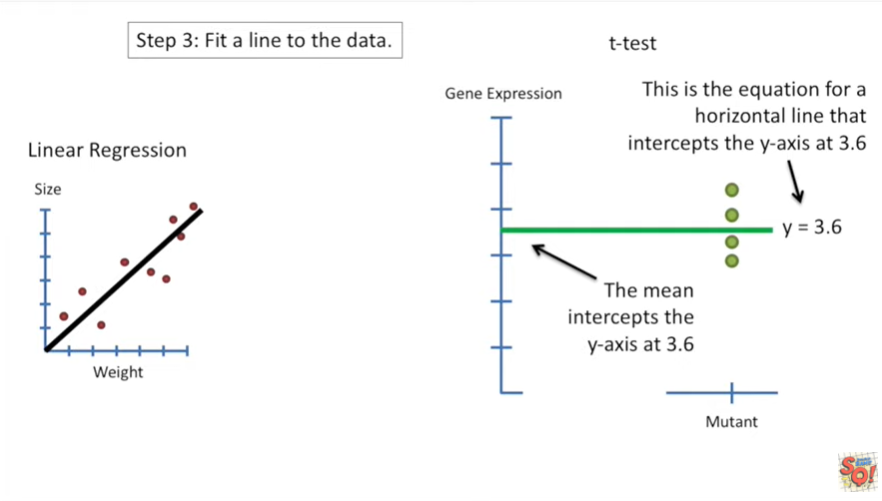 Step 3: Fit a line to the data.
t-test
Linear Regression
Size
Weight
Gene Expression
This is the equation for a
horizontal line that
intercepts the y-axis at 3.6
y = 3.6
The mean
intercepts the
y-axis at 3.6
Mutant
SQ!